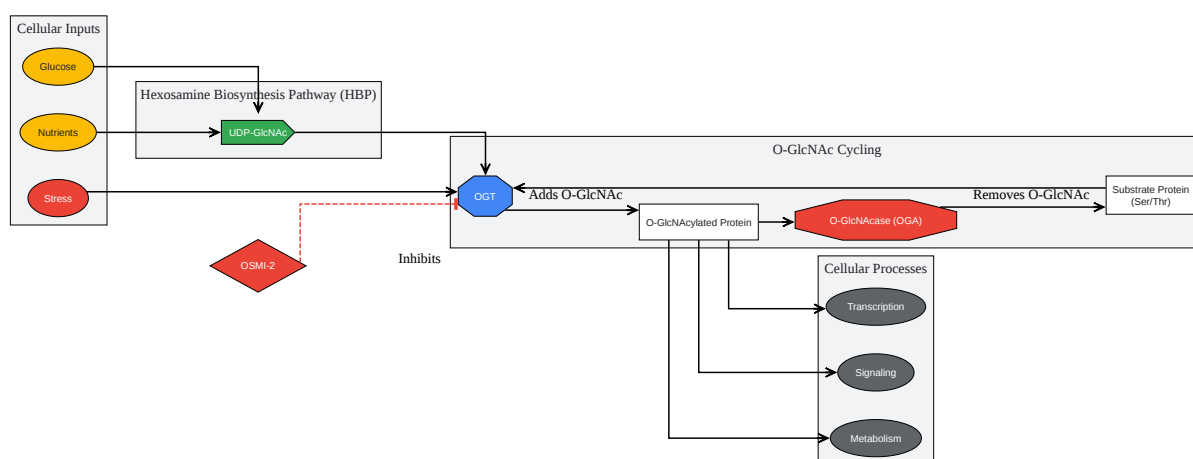 Cellular Inputs
Glucose
Nutrients
Stress
Hexosamine Biosynthesis Pathway (HBP)
UDP-GlcNAc
O-GlcNAc Cycling
OGT
Adds O-GlcNAc
O-GlcNAcylated Protein
O-GlcNAcase (OGA)
Removes O-GlcNAc
Substrate Protein
(Ser/Thr)
OSMI-2
Inhibits
Cellular Processes
Transcription
Signaling
Metabolism